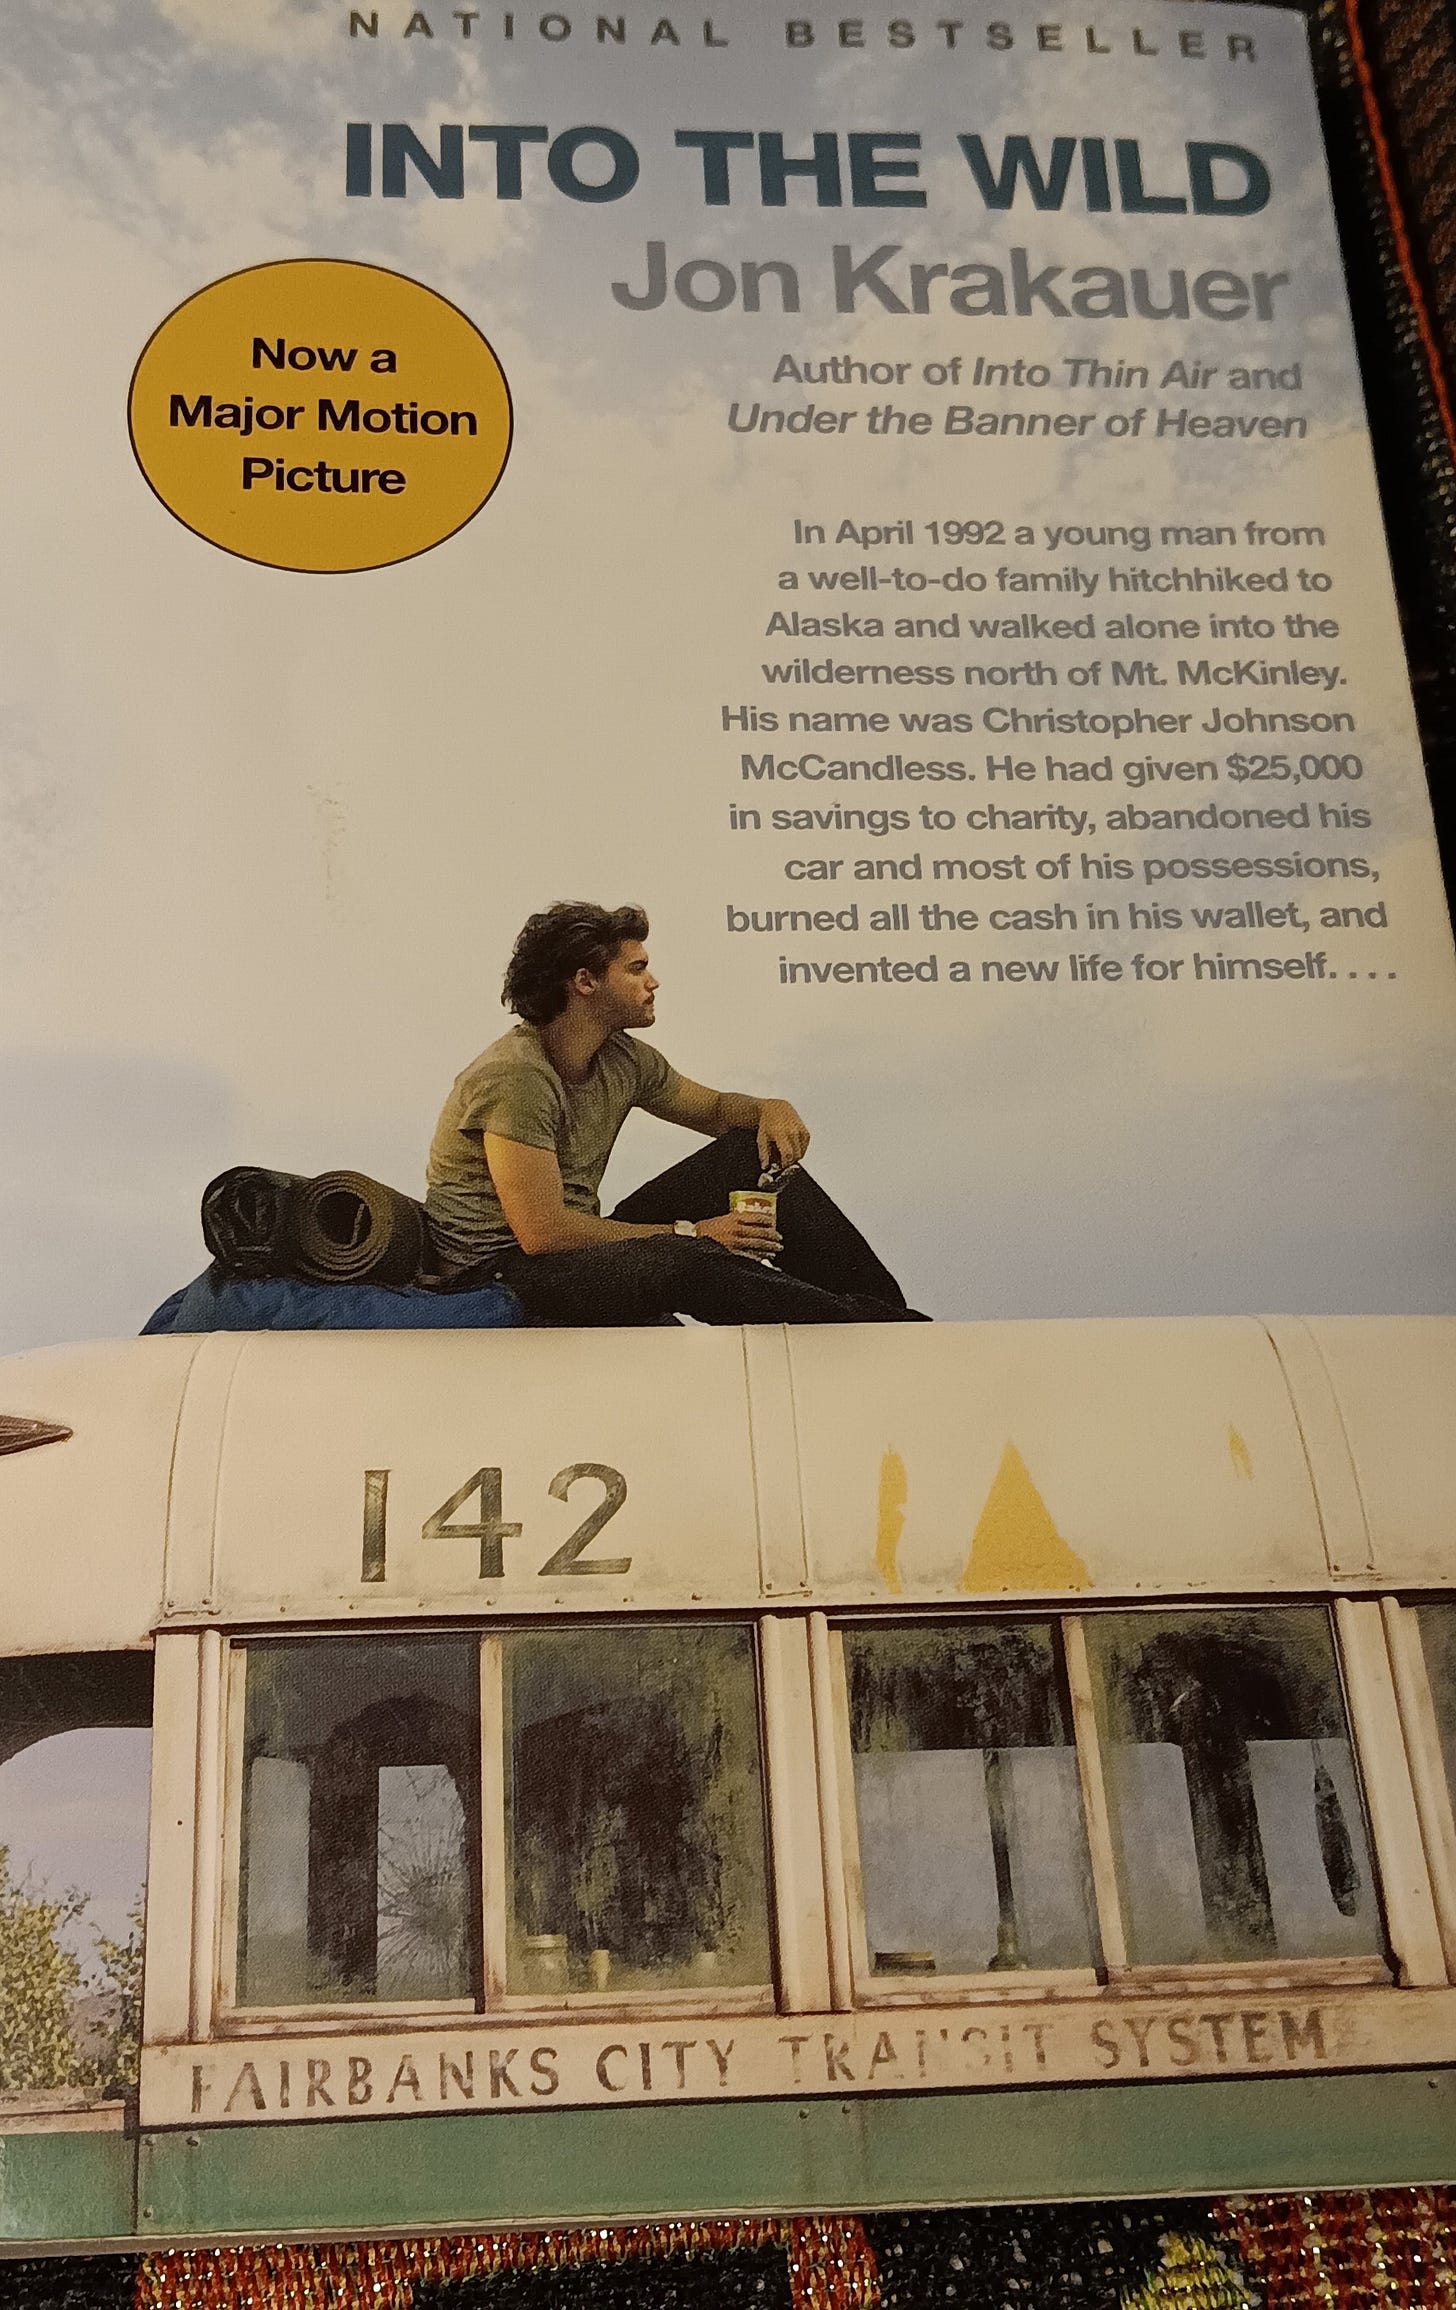 NATIONAL BESTSELLER
INTO THE WILD
Jon Krakauer
Author of Into Thin Air and
Under the Banner of Heaven
Now a
Major Motion
Picture
In April 1992 a young man from
a well-to-do family hitchhiked to
Alaska and walked alone into the
wilderness north of Mt. McKinley.
His name was Christopher Johnson
McCandless. He had given $25,000
in savings to charity, abandoned his
car and most of his possessions,
burned all the cash in his wallet, and
invented a new life for himself. . . .
142
FAIRBANKS CITY TRANSIT SYSTEM